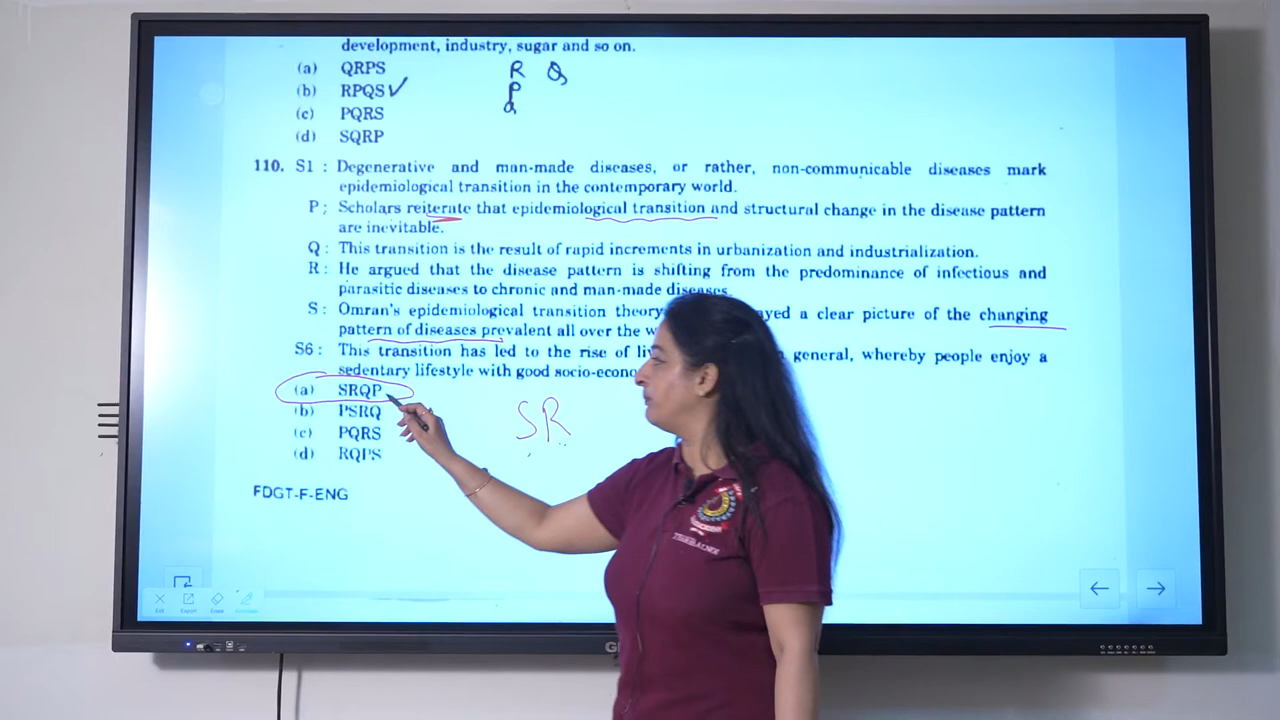 development, industry, sugar and so on.
(a) QRPS R Q
(b) RPQS ✓ P
(c) PQRS Q
(d) SQRP
110. S1 : Degenerative and man-made diseases, or rather, non-communicable diseases mark
epidemiological transition in the contemporary world.
P; Scholars reiterate that epidemiological transition and structural change in the disease pattern
are inevitable.
Q : This transition is the result of rapid increments in urbanization and industrialization.
R : He argued that the disease pattern is shifting from the predominance of infectious and
parasitic diseases to chronic and man-made diseases.
S : Omran's epidemiological transition theory ayed a clear picture of the changing
pattern of diseases prevalent all over the w
S6 : This transition has led to the rise of li general, whereby people enjoy a
sedentary lifestyle with good socio-econo
(a) SRQP
(b) PSRQ SR
(c) PQRS
(d) RQPS
FDGT-F-ENG
Exit Export Erase